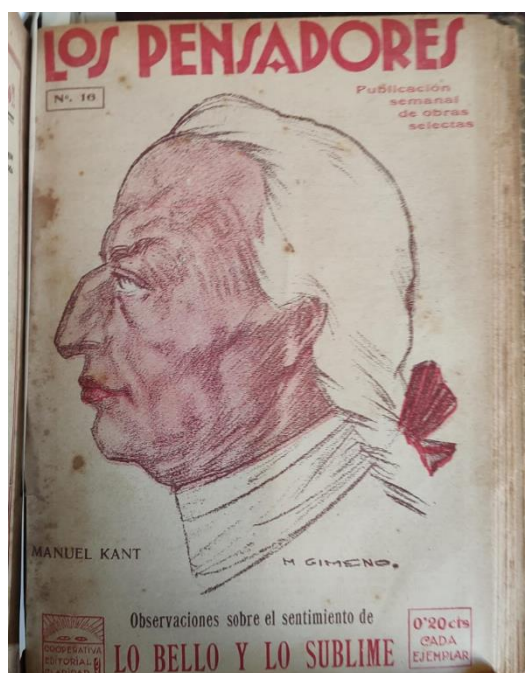 LOS PENSADORES
Nº. 16
Publicación
semanal
de obras
selectas
MANUEL KANT
M GIMENO.
Observaciones sobre el sentimiento de
LO BELLO Y LO SUBLIME
COOPERATIVA
EDITORIAL
0'20 cts
CADA
EJEMPLAR